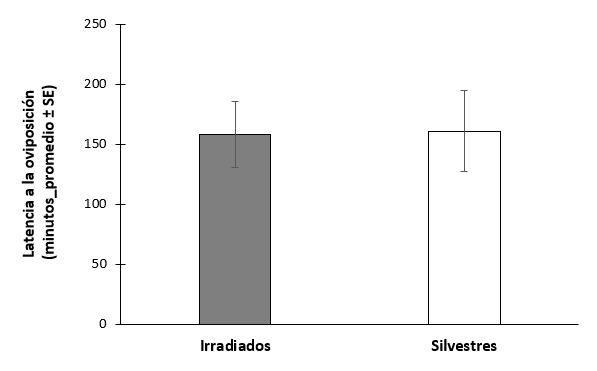 250
200
150
100
50
0
Latencia a la oviposición
(minutos_promedio ± SE)
Irradiados Silvestres